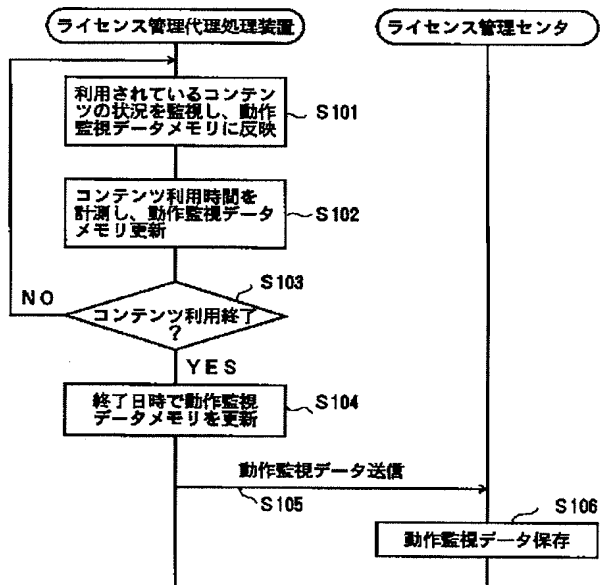 ライセンス管理代理処理装置
ライセンス管理センタ
利用されているコンテン
ツの状況を監視し、動作
監視データメモリに反映
S101
コンテンツ利用時間を
計測し、動作監視データ
メモリ更新
S102
S103
NO
コンテンツ利用終了
?
YES
終了日時で動作監視
データメモリを更新
S104
動作監視データ送信
S105
S106
動作監視データ保存